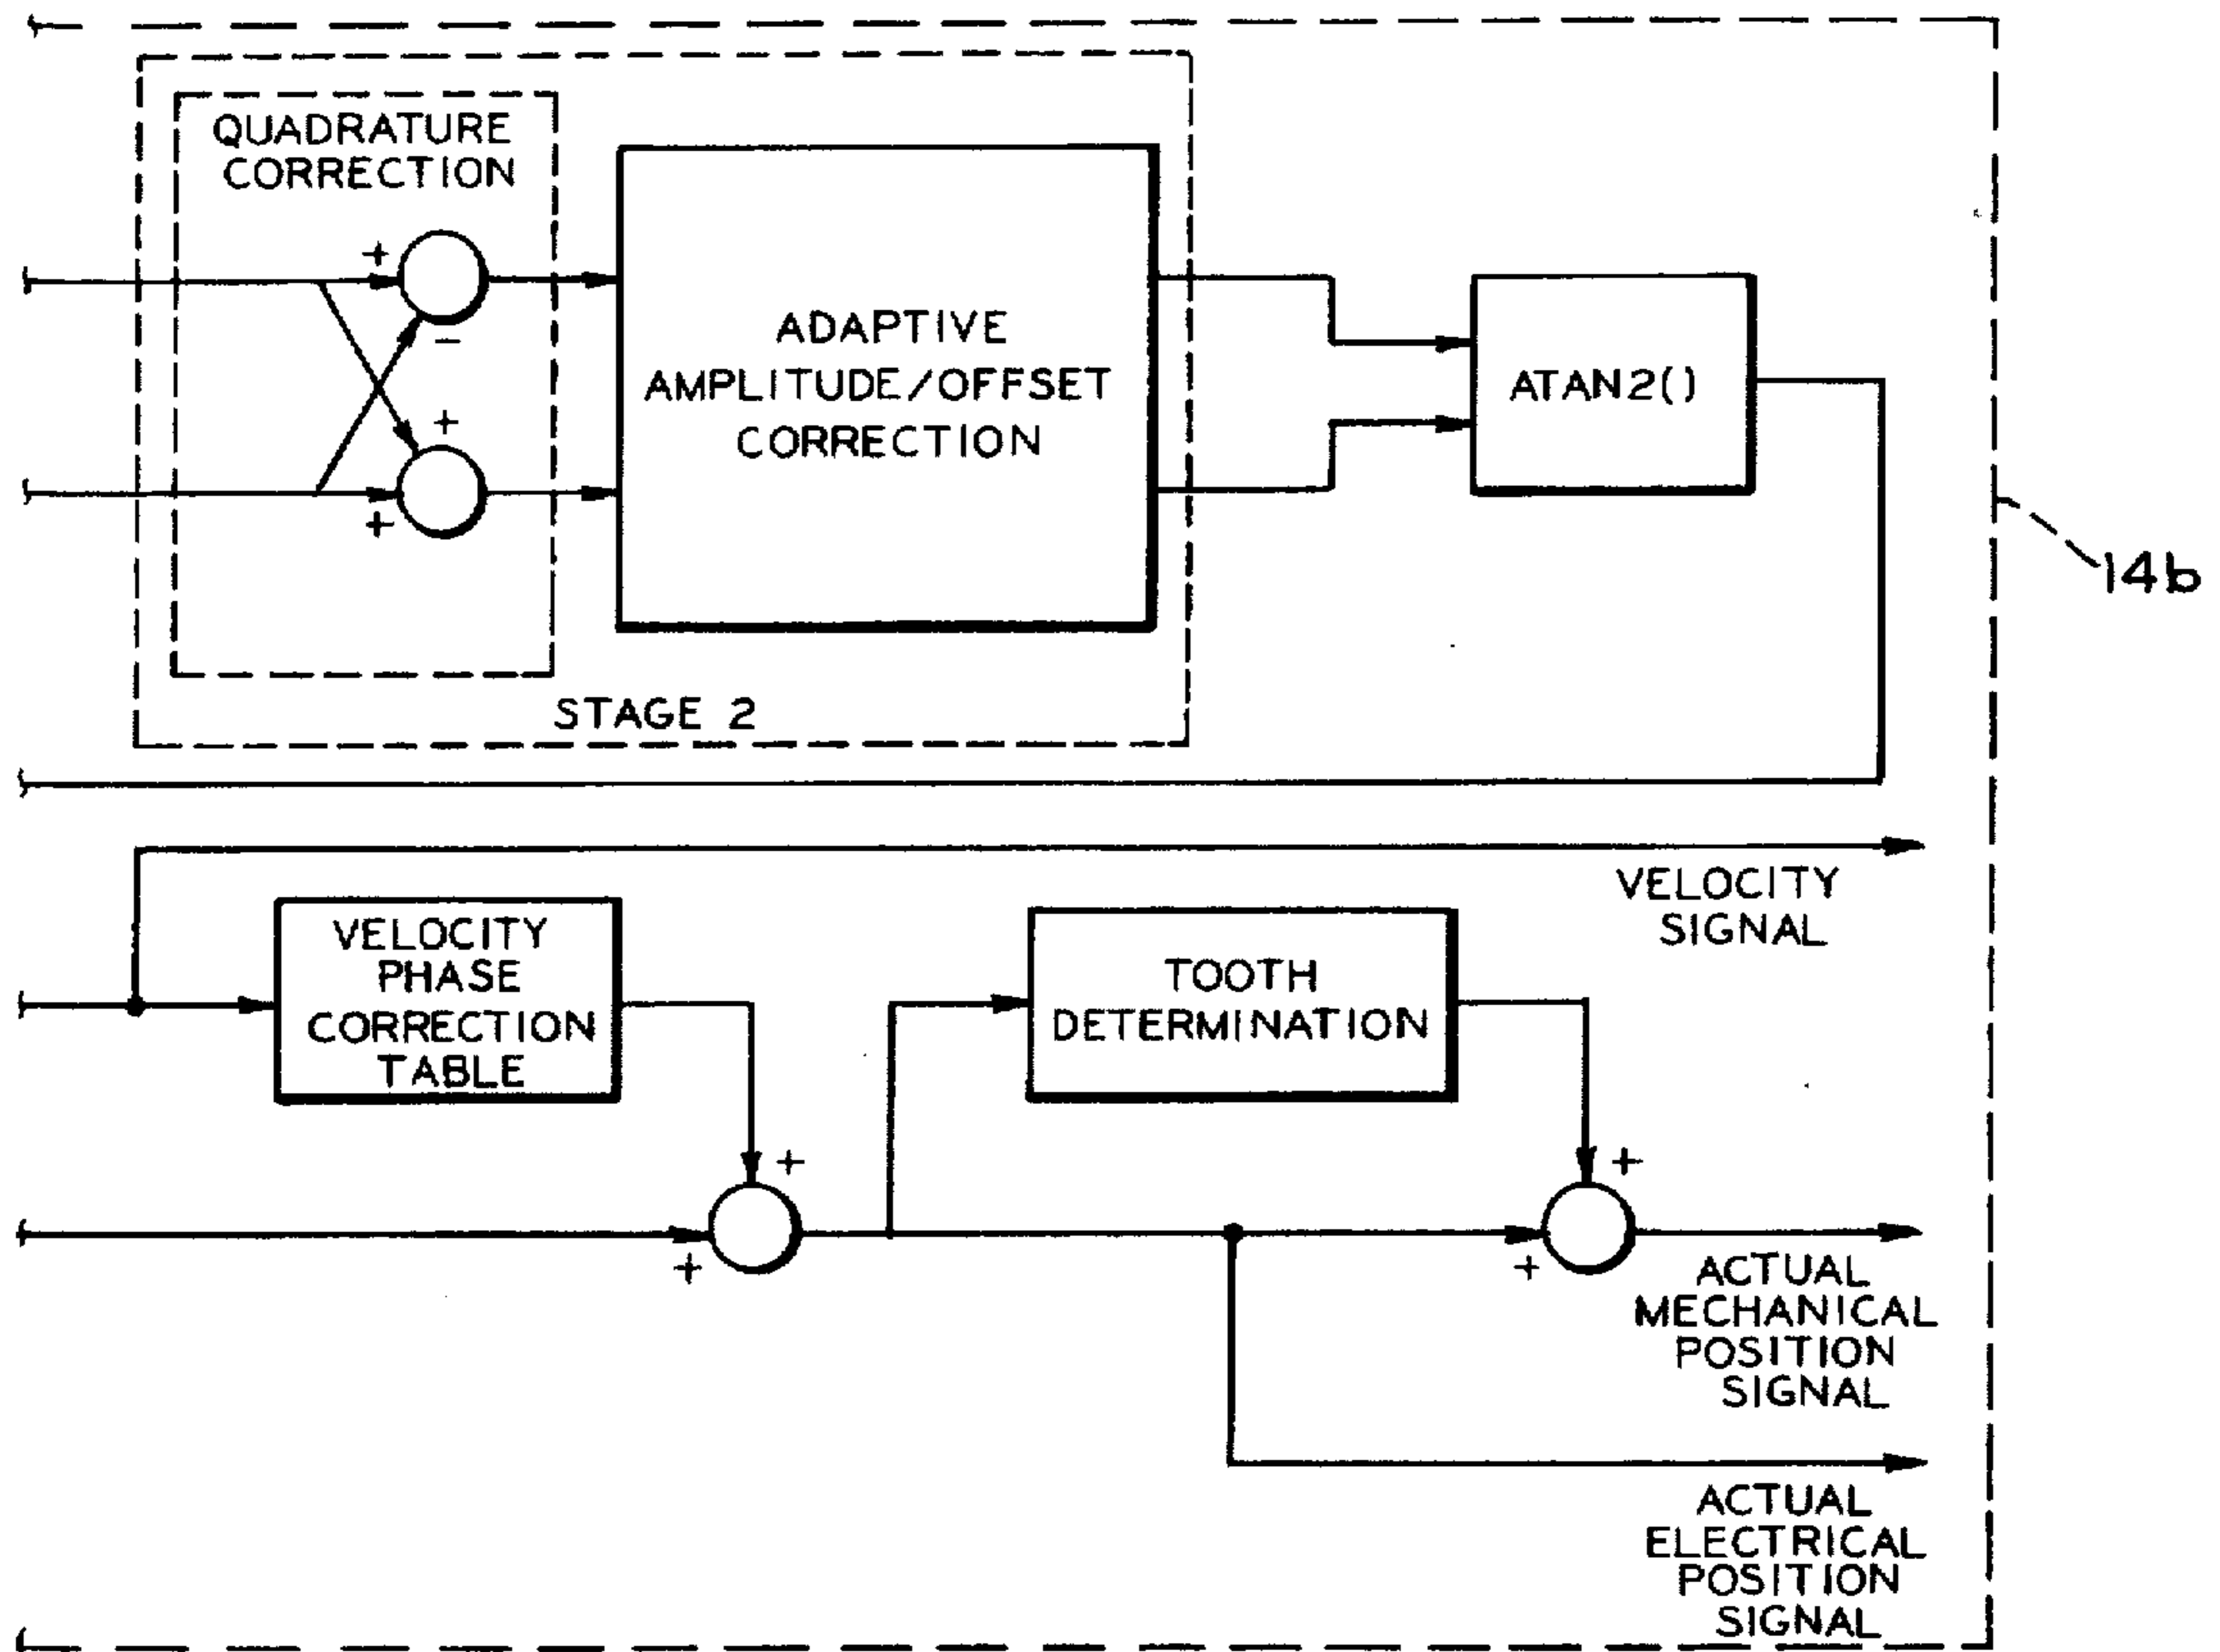 QUADRATURE
CORRECTION
+
−
+
+
ADAPTIVE
AMPLITUDE/OFFSET
CORRECTION
ATAN2()
14b
STAGE 2
VELOCITY
SIGNAL
VELOCITY
PHASE
CORRECTION
TABLE
TOOTH
DETERMINATION
+
+
+
+
ACTUAL
MECHANICAL
POSITION
SIGNAL
ACTUAL
ELECTRICAL
POSITION
SIGNAL